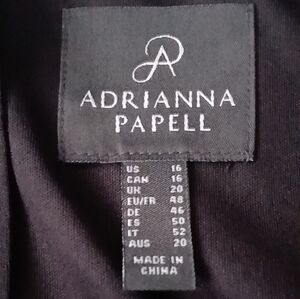 ADRIANNA
PAPELL
US 16
CAN 16
UK 20
EU/FR 48
DE 46
ES 50
IT 52
AUS 20
MADE IN
CHINA